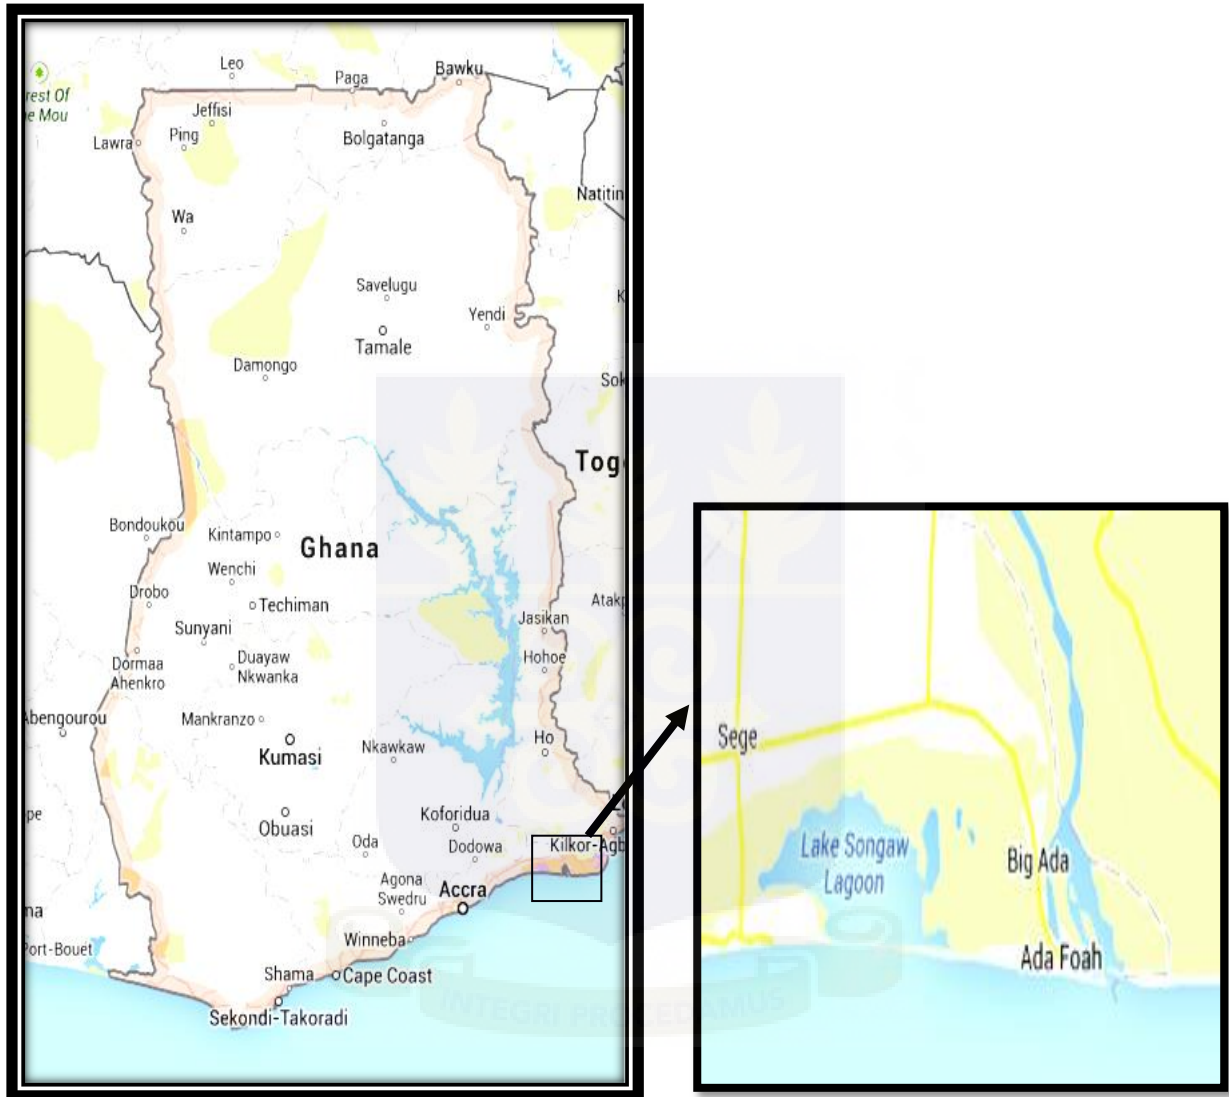 Leo
Paga
Bawku
rest Of
e Mou
Jeffisi
Lawra
Ping
Bolgatanga
Natitin
Wa
Savelugu
K
Yendi
Tamale
Damongo
Sok
Tog
Bondoukou
Kintampo
Ghana
Wenchi
Drobo
Techiman
Atakp
Jasikan
Sunyani
Dormaa
Ahenkro
Duayaw
Nkwanka
Hohoe
Abengourou
Mankranzo
Kumasi
Nkawkaw
Ho
pe
Obuasi
Koforidua
Oda
Dodowa
Kilkor-Agb
Agona
Swedru
Accra
na
Port-Bouet
Winneba
Shama
Cape Coast
Sekondi-Takoradi
Sege
Lake Songaw
Lagoon
Big Ada
Ada Foah
INTEGRI PROCEDAMUS